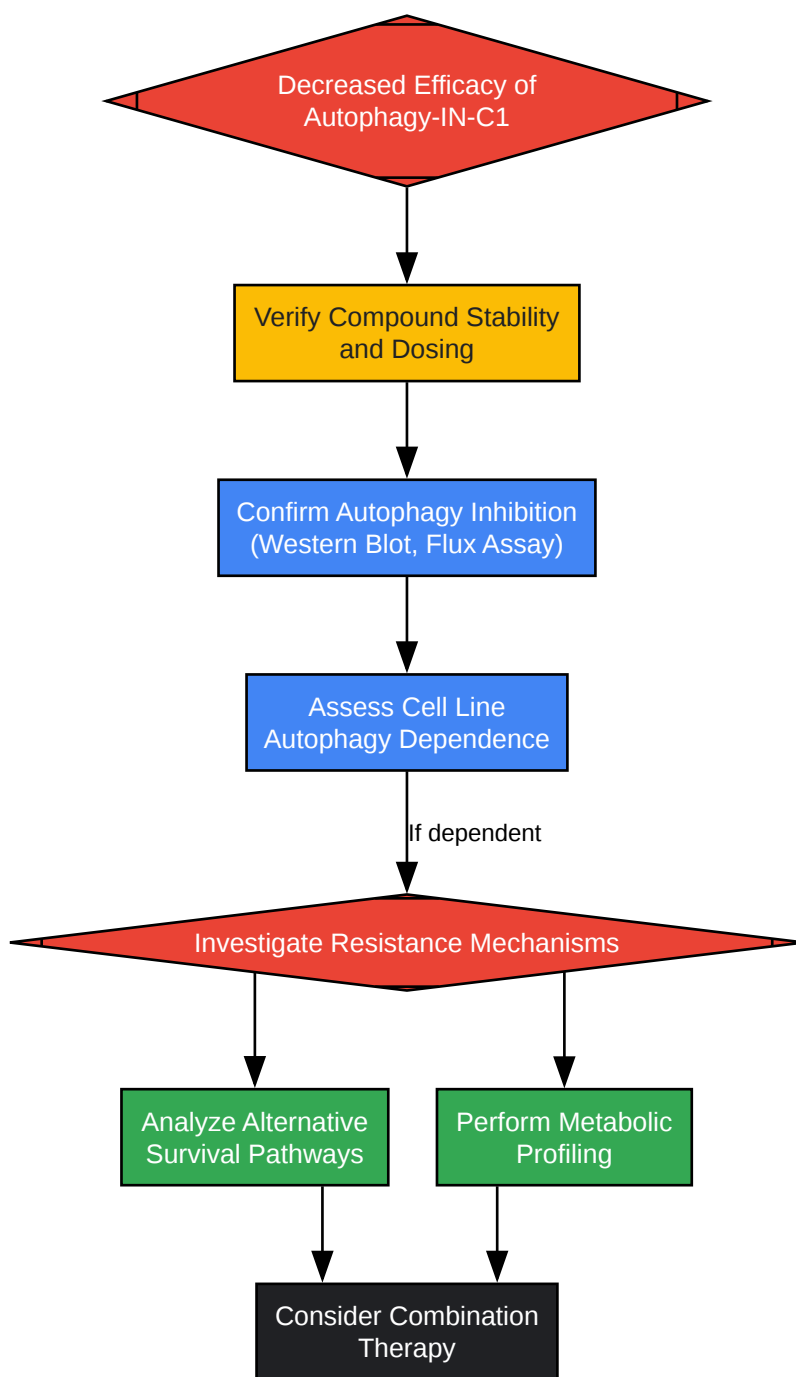 Decreased Efficacy of
Autophagy-IN-C1
Verify Compound Stability
and Dosing
Confirm Autophagy Inhibition
(Western Blot, Flux Assay)
Assess Cell Line
Autophagy Dependence
If dependent
Investigate Resistance Mechanisms
Analyze Alternative
Survival Pathways
Perform Metabolic
Profiling
Consider Combination
Therapy